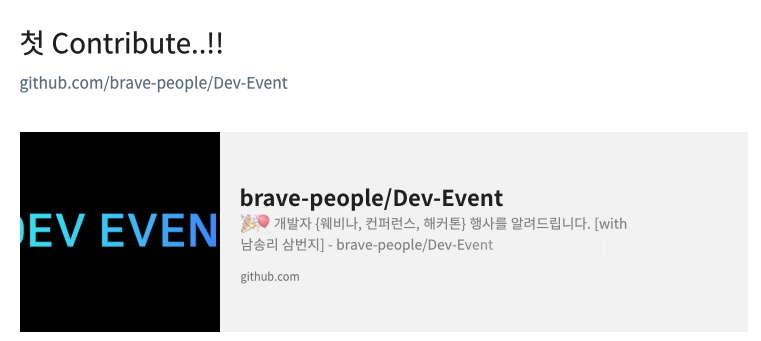 첫 Contribute..!!
github.com/brave-people/Dev-Event
DEV EVEN
brave-people/Dev-Event
🎉🎈 개발자 {웨비나, 컨퍼런스, 해커톤} 행사를 알려드립니다. [with
남송리 삼번지] - brave-people/Dev-Event
github.com